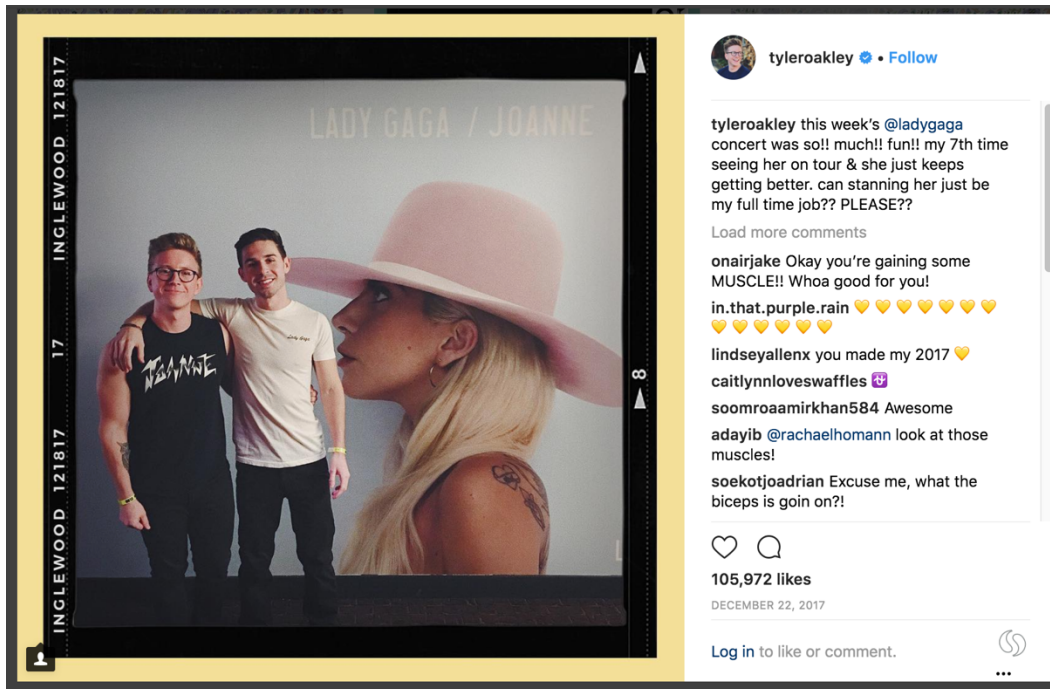 INGLEWOOD 121817
17
INGLEWOOD 121817
LADY GAGA / JOANNE
JOANNE
8
tyleroakley • Follow
tyleroakley this week’s @ladygaga
concert was so!! much!! fun!! my 7th time
seeing her on tour & she just keeps
getting better. can stanning her just be
my full time job?? PLEASE??
Load more comments
onairjake Okay you’re gaining some
MUSCLE!! Whoa good for you!
in.that.purple.rain 💛 💛 💛 💛 💛 💛 💛
💛 💛 💛 💛 💛 💛
lindseyallenx you made my 2017 💛
caitlynnloveswaffles ⛎
soomroaamirkhan584 Awesome
adayib @rachaelhomann look at those
muscles!
soekotjoadrian Excuse me, what the
biceps is goin on?!
105,972 likes
DECEMBER 22, 2017
Log in to like or comment.